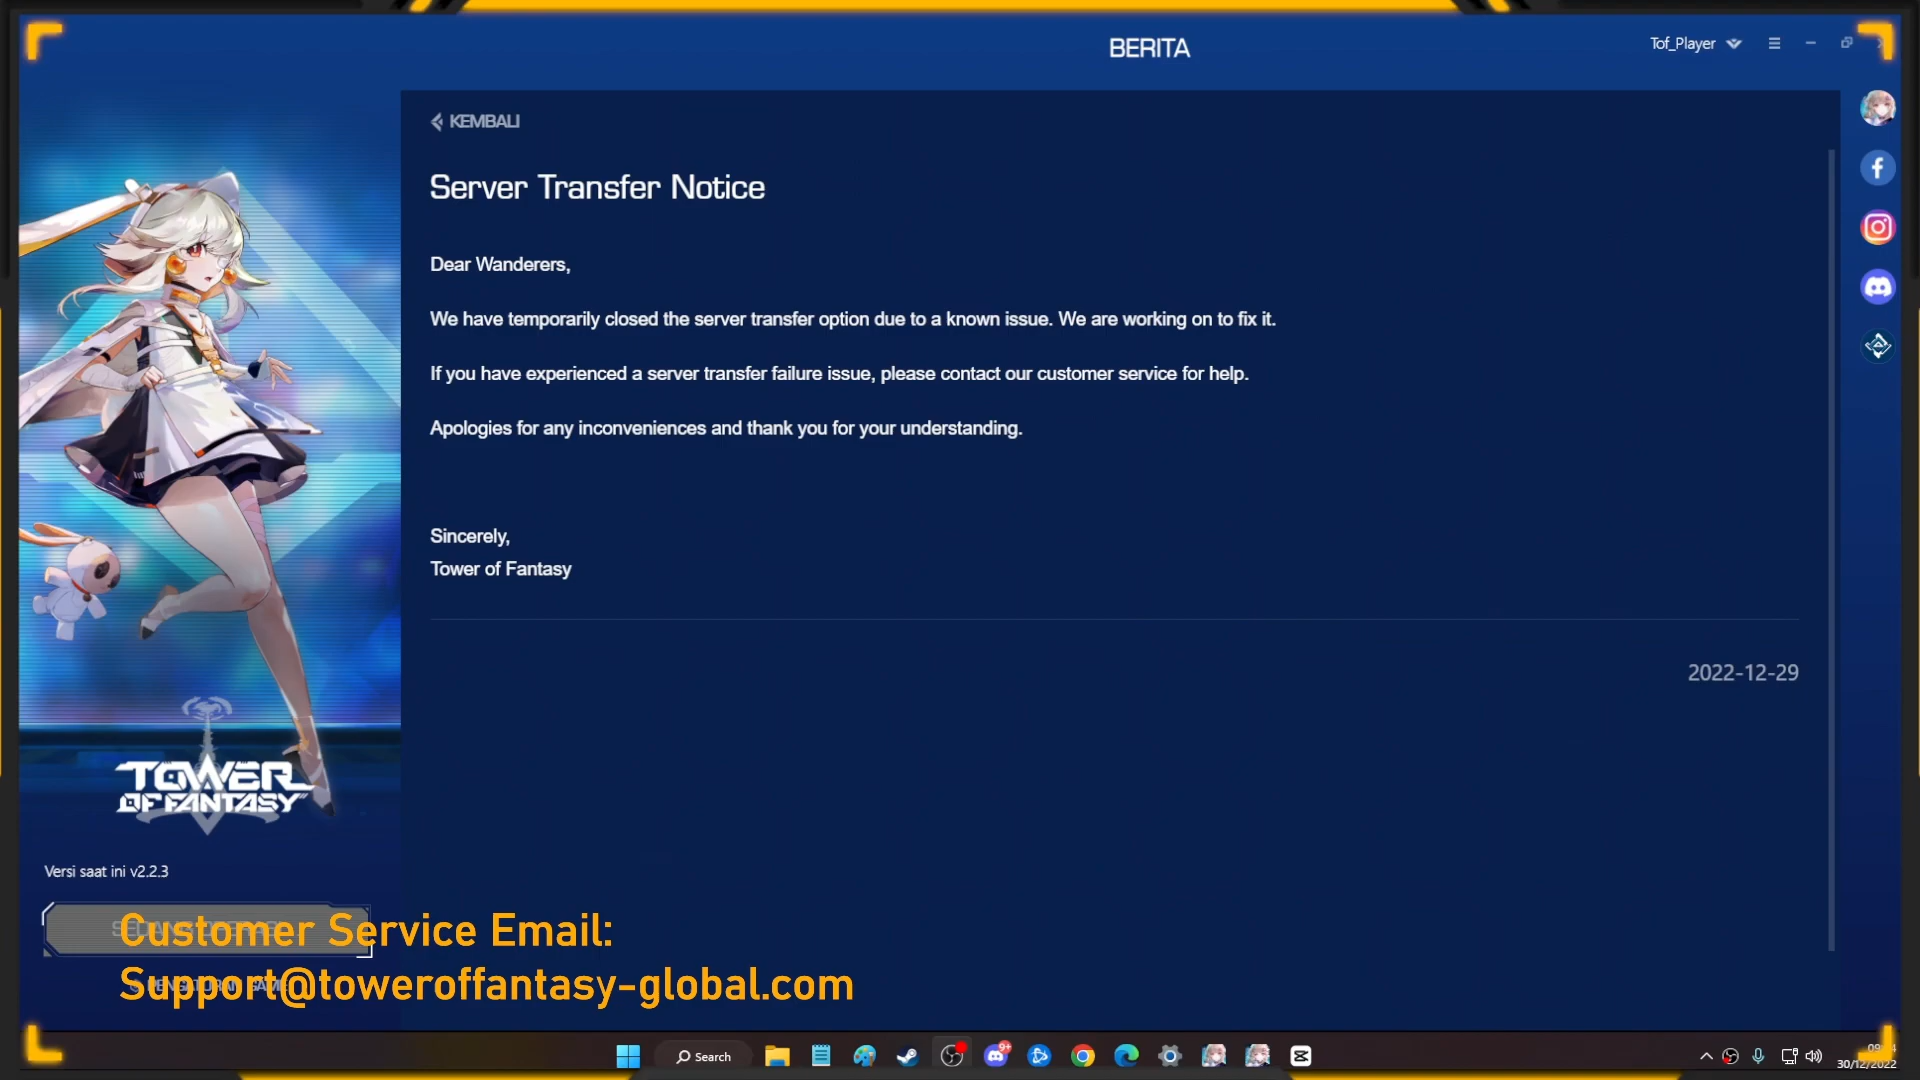 BERITA
Tof_Player
KEMBALI
Server Transfer Notice
Dear Wanderers,
We have temporarily closed the server transfer option due to a known issue. We are working on to fix it.
If you have experienced a server transfer failure issue, please contact our customer service for help.
Apologies for any inconveniences and thank you for your understanding.
Sincerely,
Tower of Fantasy
2022-12-29
TOWER
OF FANTASY
Versi saat ini v2.2.3
Customer Service Email:
Support@toweroffantasy-global.com
Search
9+
30/12/2022